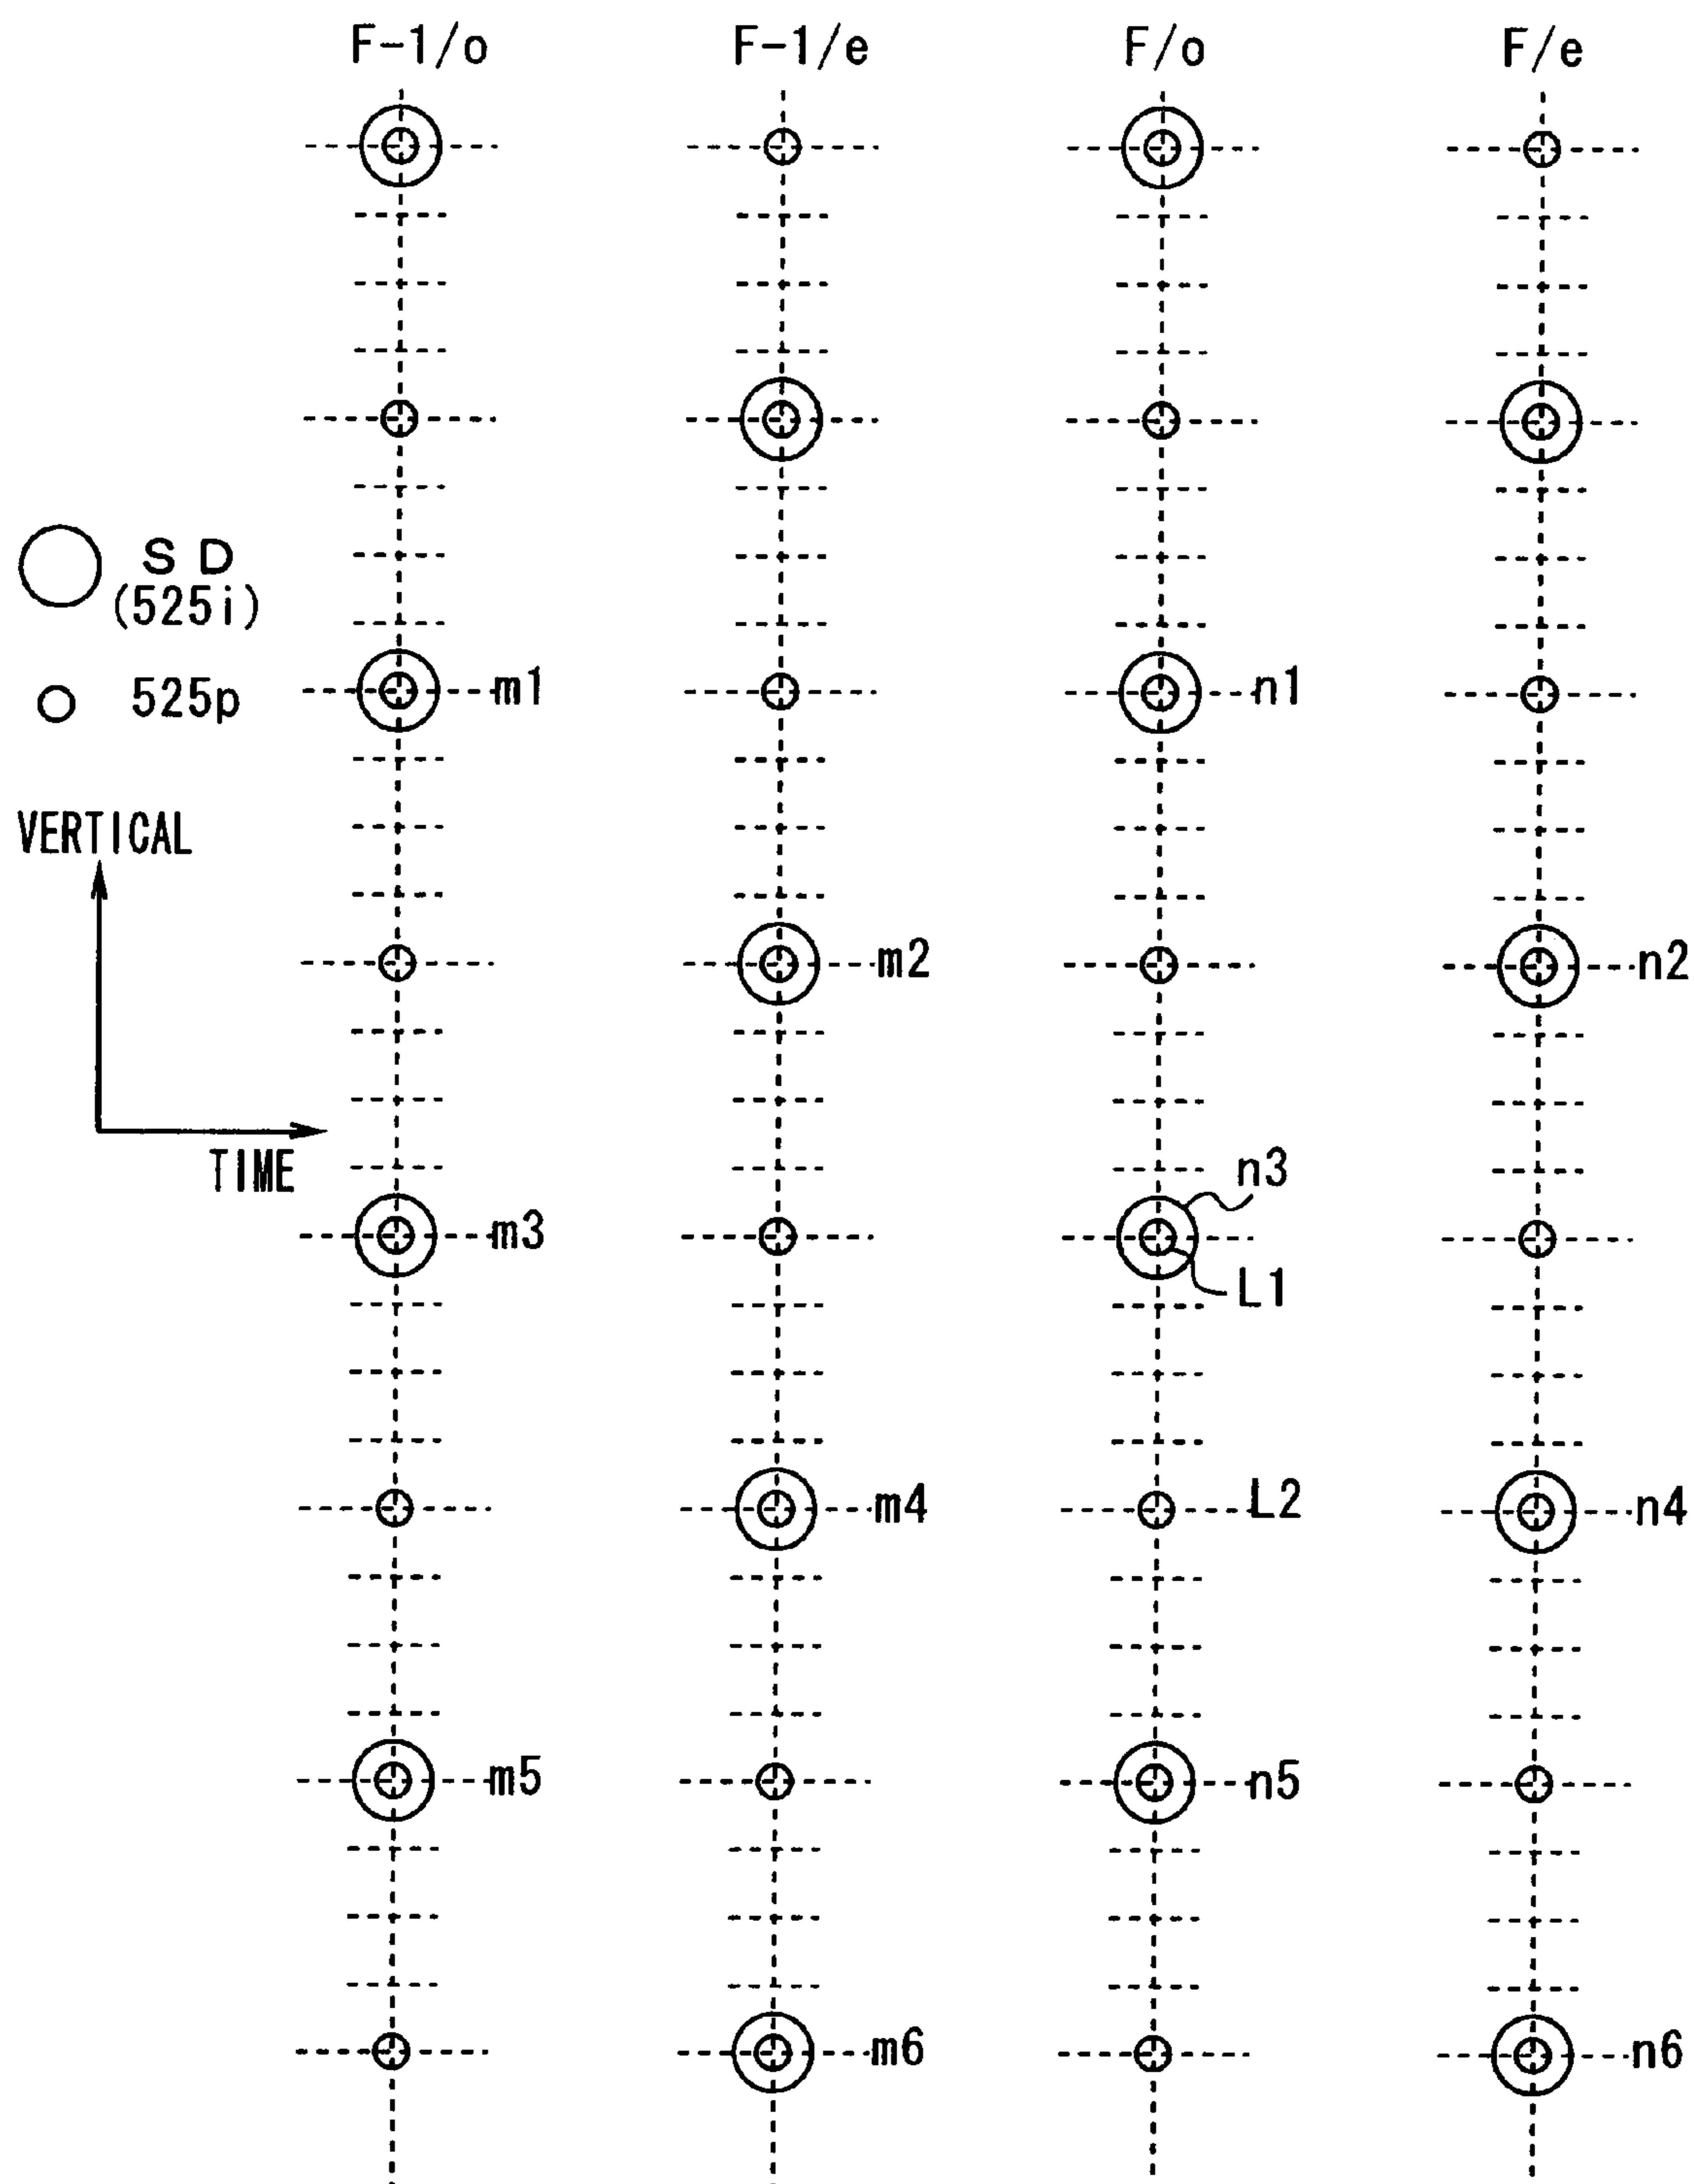 F-1/o F-1/e F/o F/e
SD
(525i)
525p
m1 n1
VERTICAL
m2 n2
TIME
n3
m3
L1
m4 L2 n4
m5 n5
m6 n6